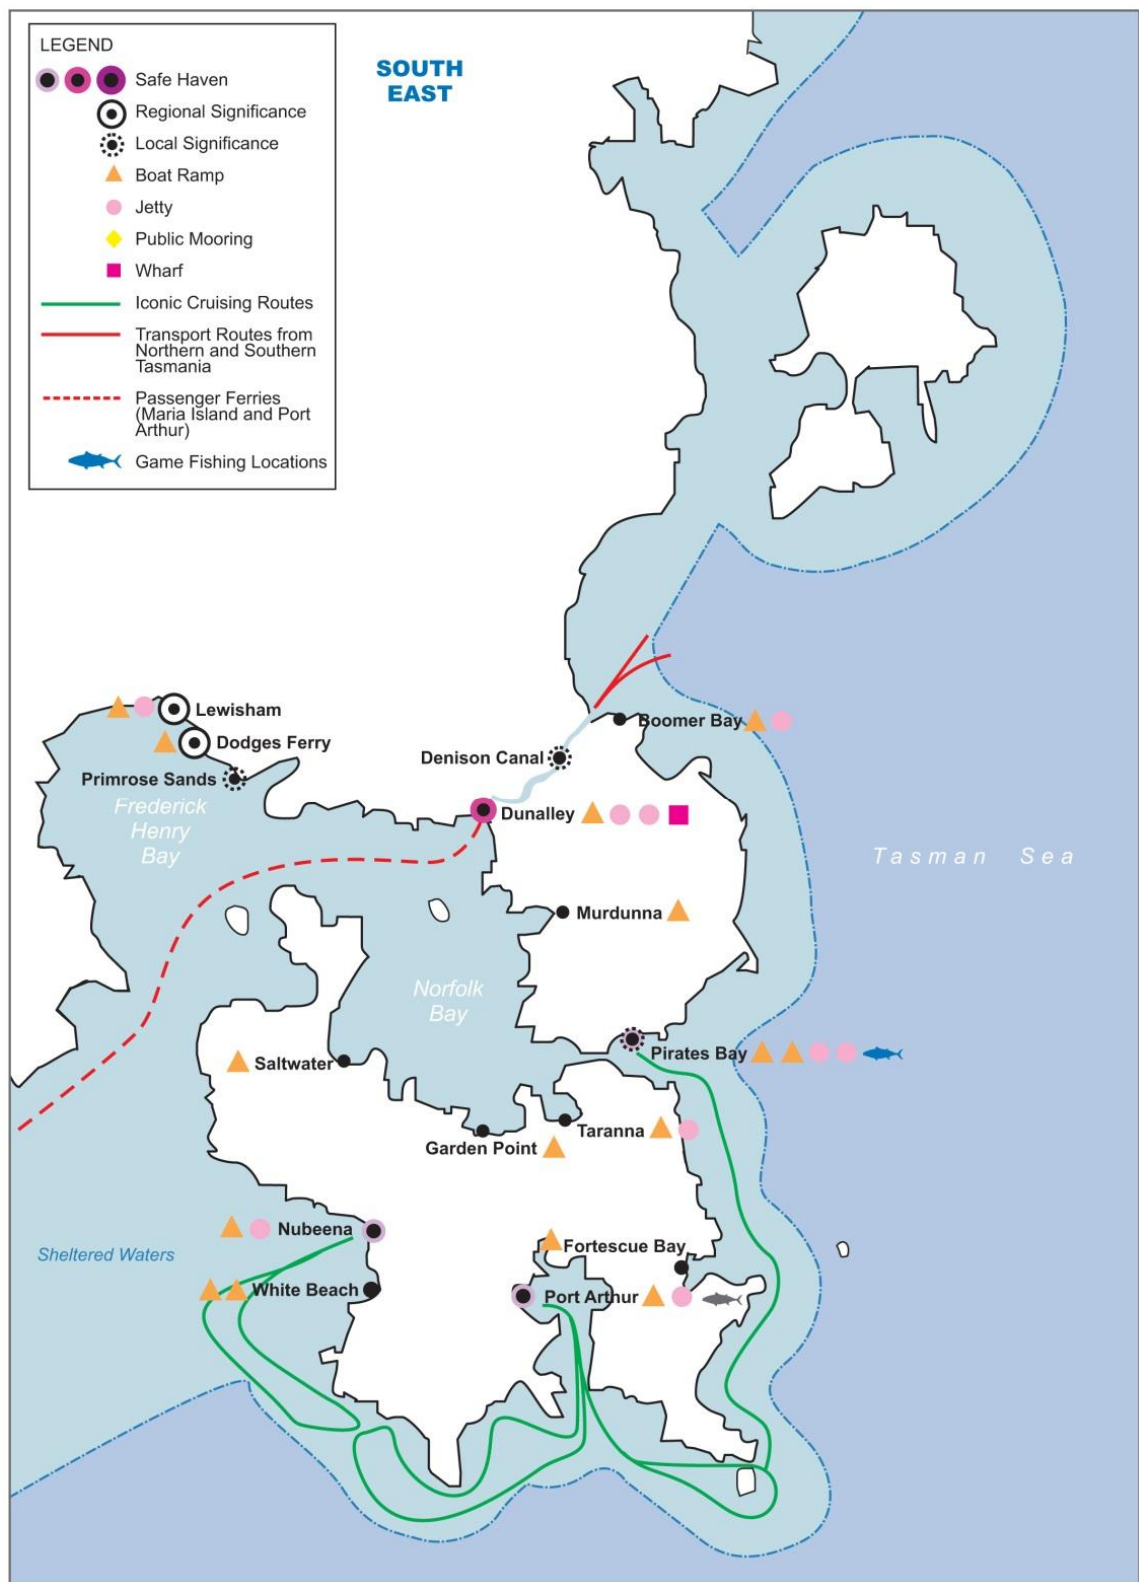 LEGEND
Safe Haven
Regional Significance
Local Significance
Boat Ramp
Jetty
Public Mooring
Wharf
Iconic Cruising Routes
Transport Routes from
Northern and Southern
Tasmania
Passenger Ferries
(Maria Island and Port
Arthur)
Game Fishing Locations
SOUTH
EAST
Lewisham
Dodges Ferry
Primrose Sands
Frederick
Henry
Bay
Boomer Bay
Denison Canal
Dunalley
Tasman Sea
Murdunna
Norfolk
Bay
Pirates Bay
Saltwater
Taranna
Garden Point
Nubeena
Fortescue Bay
Sheltered Waters
White Beach
Port Arthur